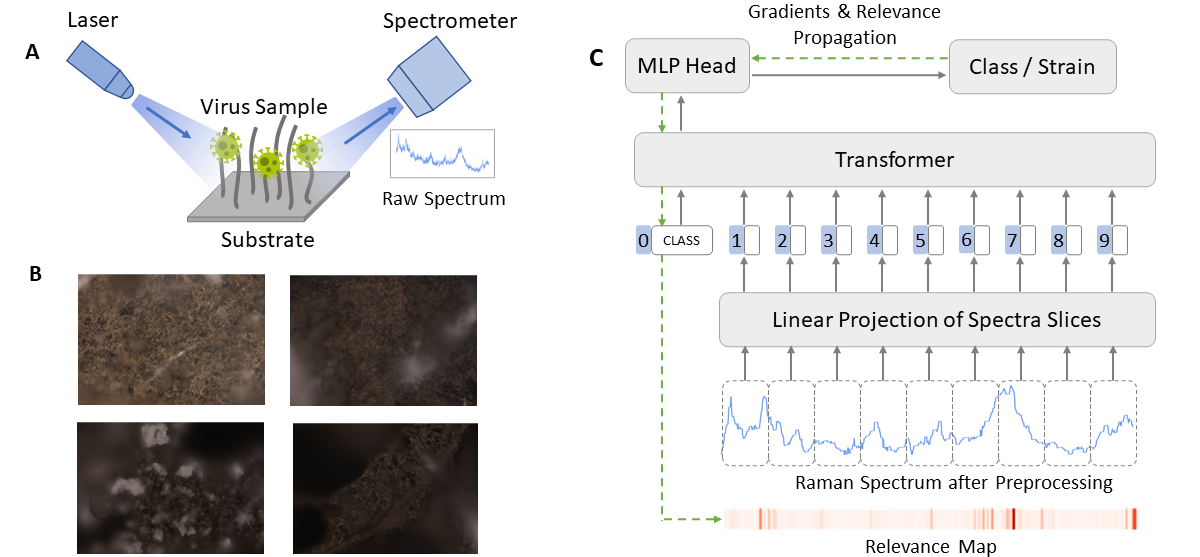 A
Laser
Spectrometer
Virus Sample
Raw Spectrum
Substrate
B
C
Gradients & Relevance
Propagation
MLP Head
Class / Strain
Transformer
0 CLASS 1 2 3 4 5 6 7 8 9
Linear Projection of Spectra Slices
Raman Spectrum after Preprocessing
Relevance Map